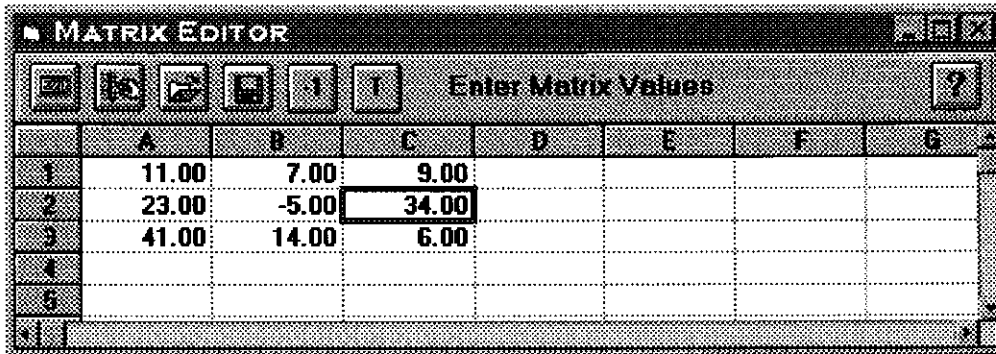 MATRIX EDITOR
-1 T Enter Matrix Values ?
A B C D E F G
1 11.00 7.00 9.00
2 23.00 -5.00 34.00
3 41.00 14.00 6.00
4
5